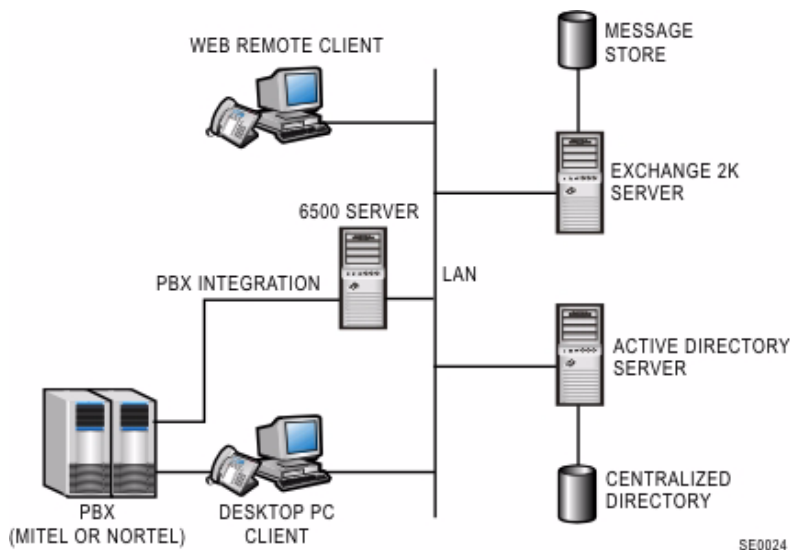 WEB REMOTE CLIENT
MESSAGE
STORE
EXCHANGE 2K
SERVER
6500 SERVER
PBX INTEGRATION
LAN
ACTIVE DIRECTORY
SERVER
PBX
(MITEL OR NORTEL)
DESKTOP PC
CLIENT
CENTRALIZED
DIRECTORY
SE0024